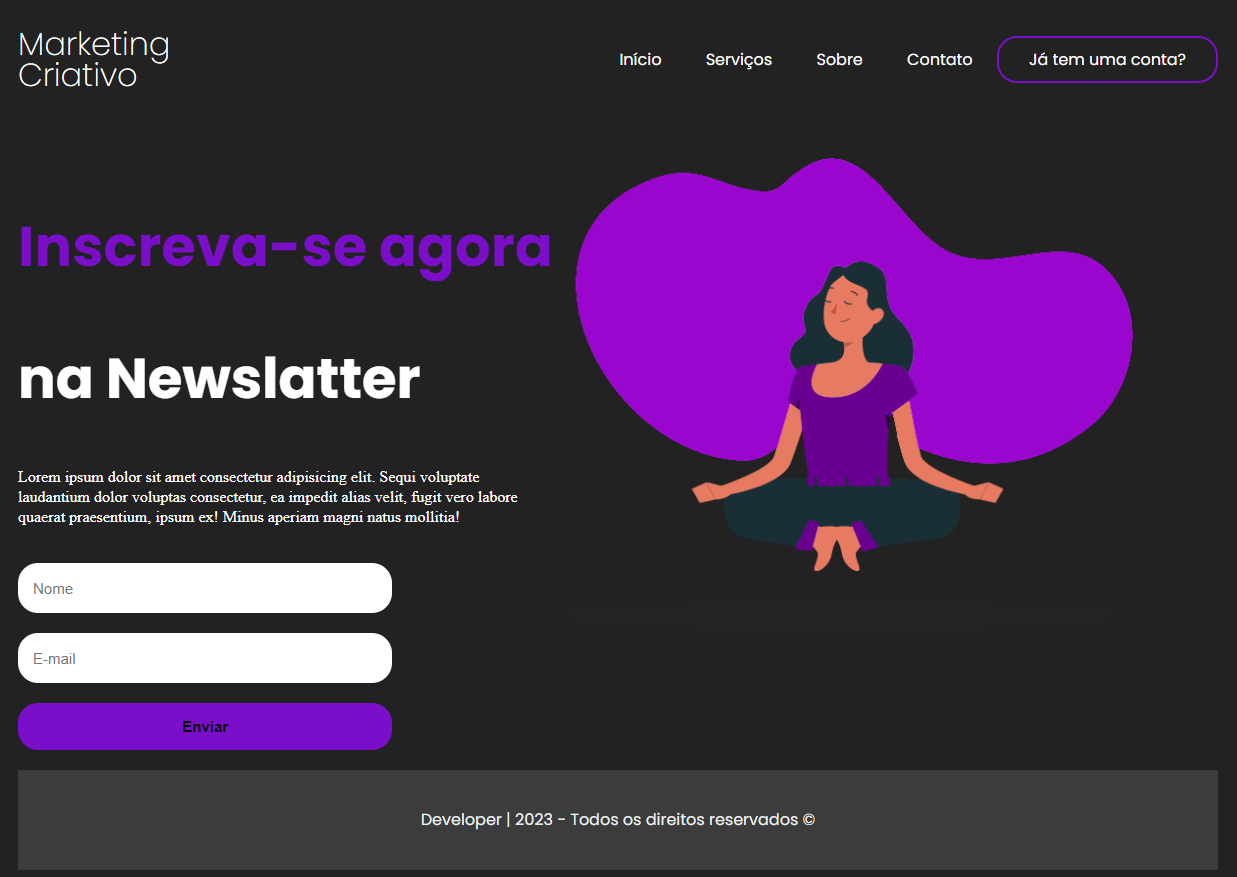 Marketing
Criativo
Início
Serviços
Sobre
Contato
Já tem uma conta?
Inscreva-se agora
na Newslatter
Lorem ipsum dolor sit amet consectetur adipisicing elit. Sequi voluptate
laudantium dolor voluptas consectetur, ea impedit alias velit, fugit vero labore
quaerat praesentium, ipsum ex! Minus aperiam magni natus mollitia!
Nome
E-mail
Enviar
Developer | 2023 - Todos os direitos reservados ©